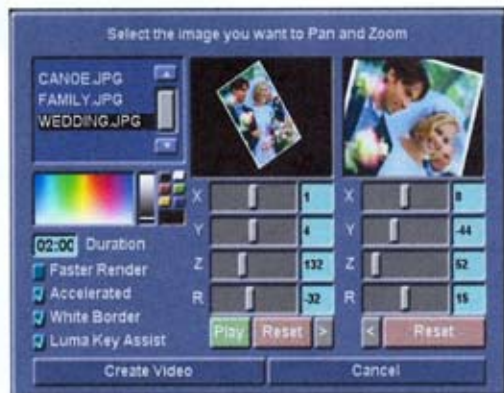 Select the image you want to Pan and Zoom
CANOE.JPG
FAMILY.JPG
WEDDING.JPG
02:00 Duration
Faster Render
Accelerated
White Border
Luma Key Assist
X 1
Y 4
Z 132
R -32
Play Reset >
X 8
Y -44
Z 52
R 15
< Reset
Create Video Cancel